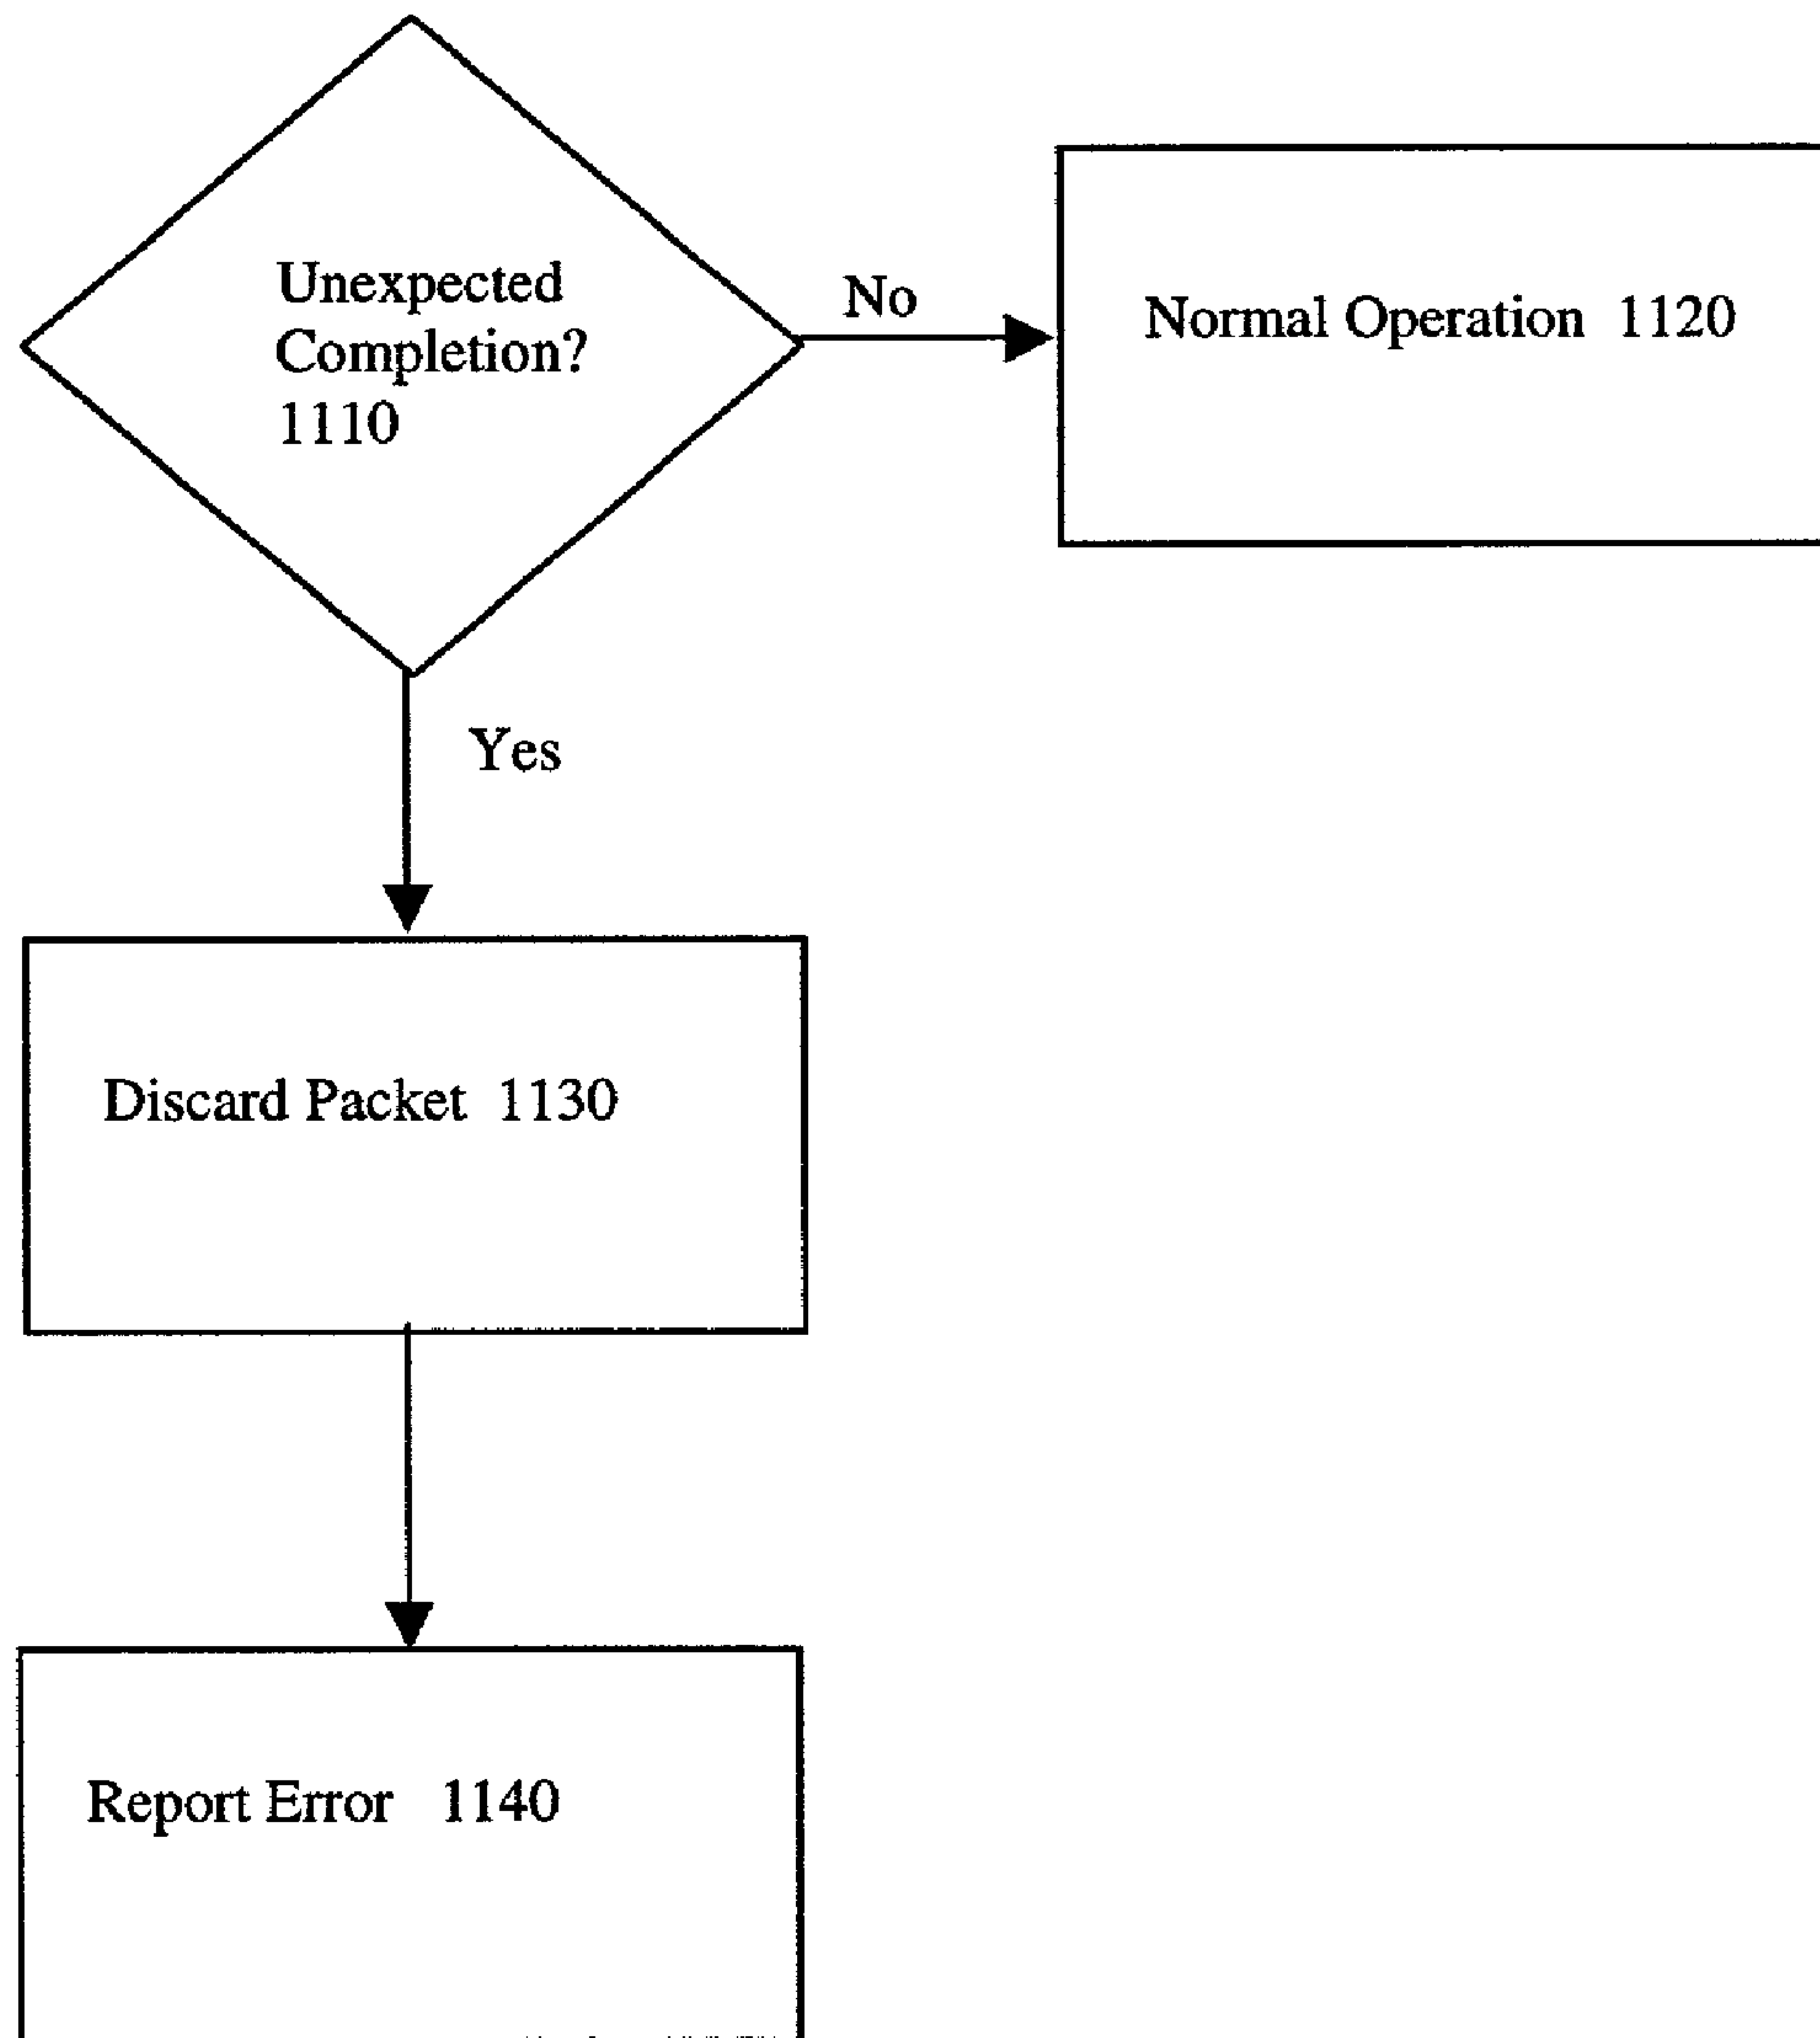 Unexpected
Completion?
1110
No
Normal Operation 1120
Yes
Discard Packet 1130
Report Error 1140